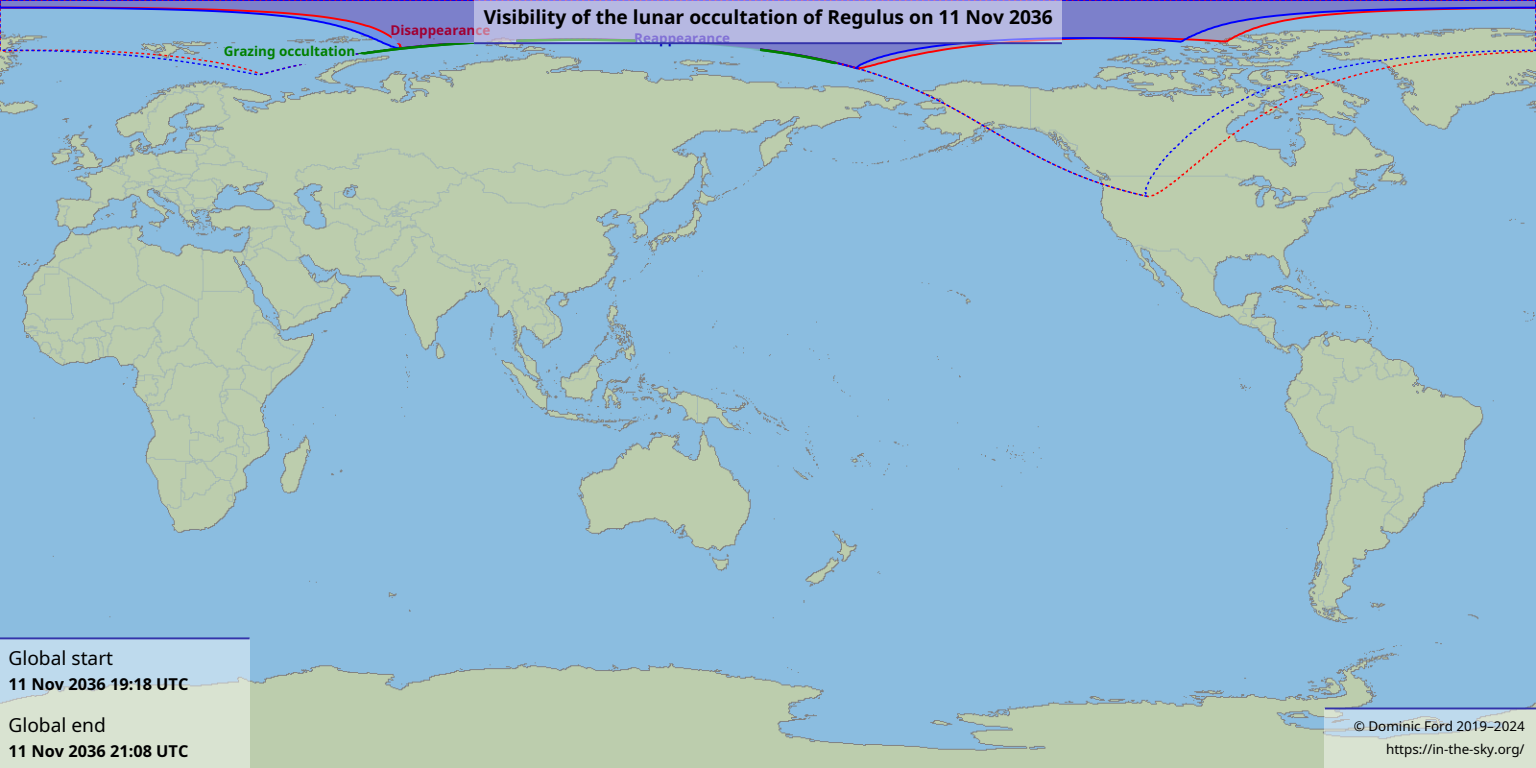 Visibility of the lunar occultation of Regulus on 11 Nov 2036
Disappearance
Reappearance
Grazing occultation
Global start
11 Nov 2036 19:18 UTC
Global end
11 Nov 2036 21:08 UTC
© Dominic Ford 2019–2024
https://in-the-sky.org/